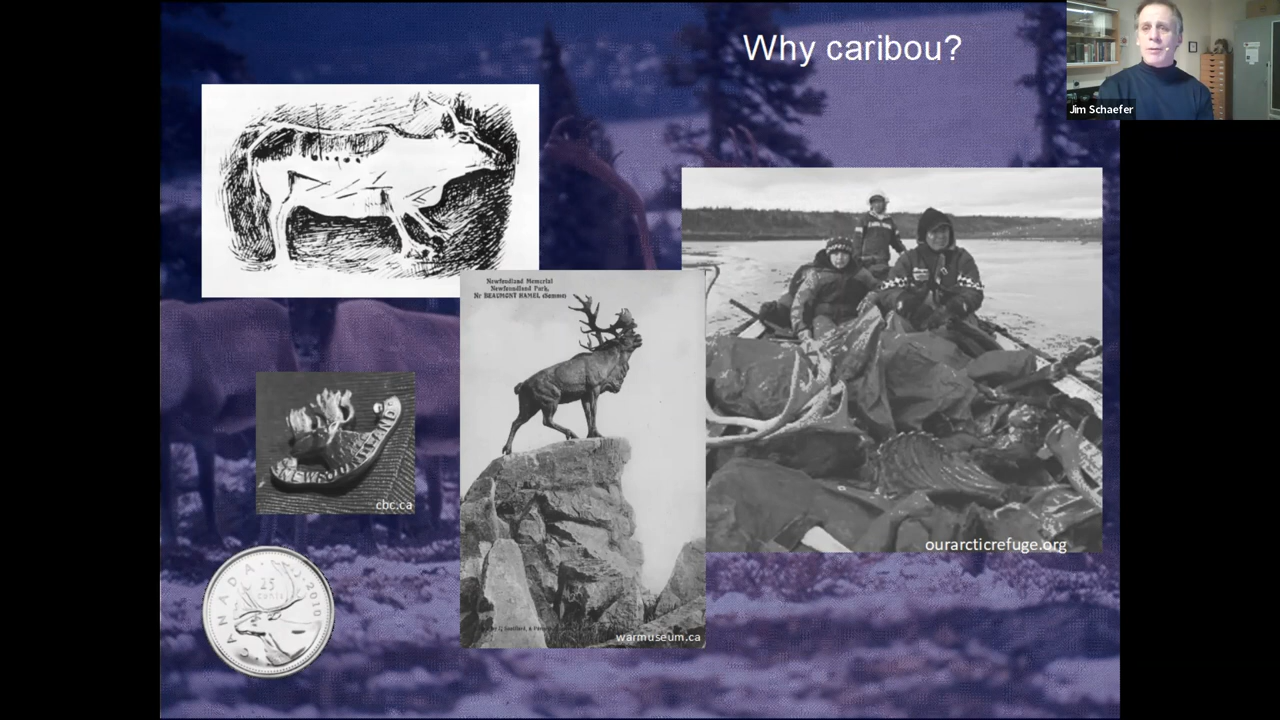 Why caribou?
Jim Schaefer
Newfoundland Memorial
Newfoundland Park,
Nr BEAUMONT HAMEL
NEWFOUNDLAND
cbc.ca
ourarcticrefuge.org
CANADA 2010
25
cents
warmuseum.ca